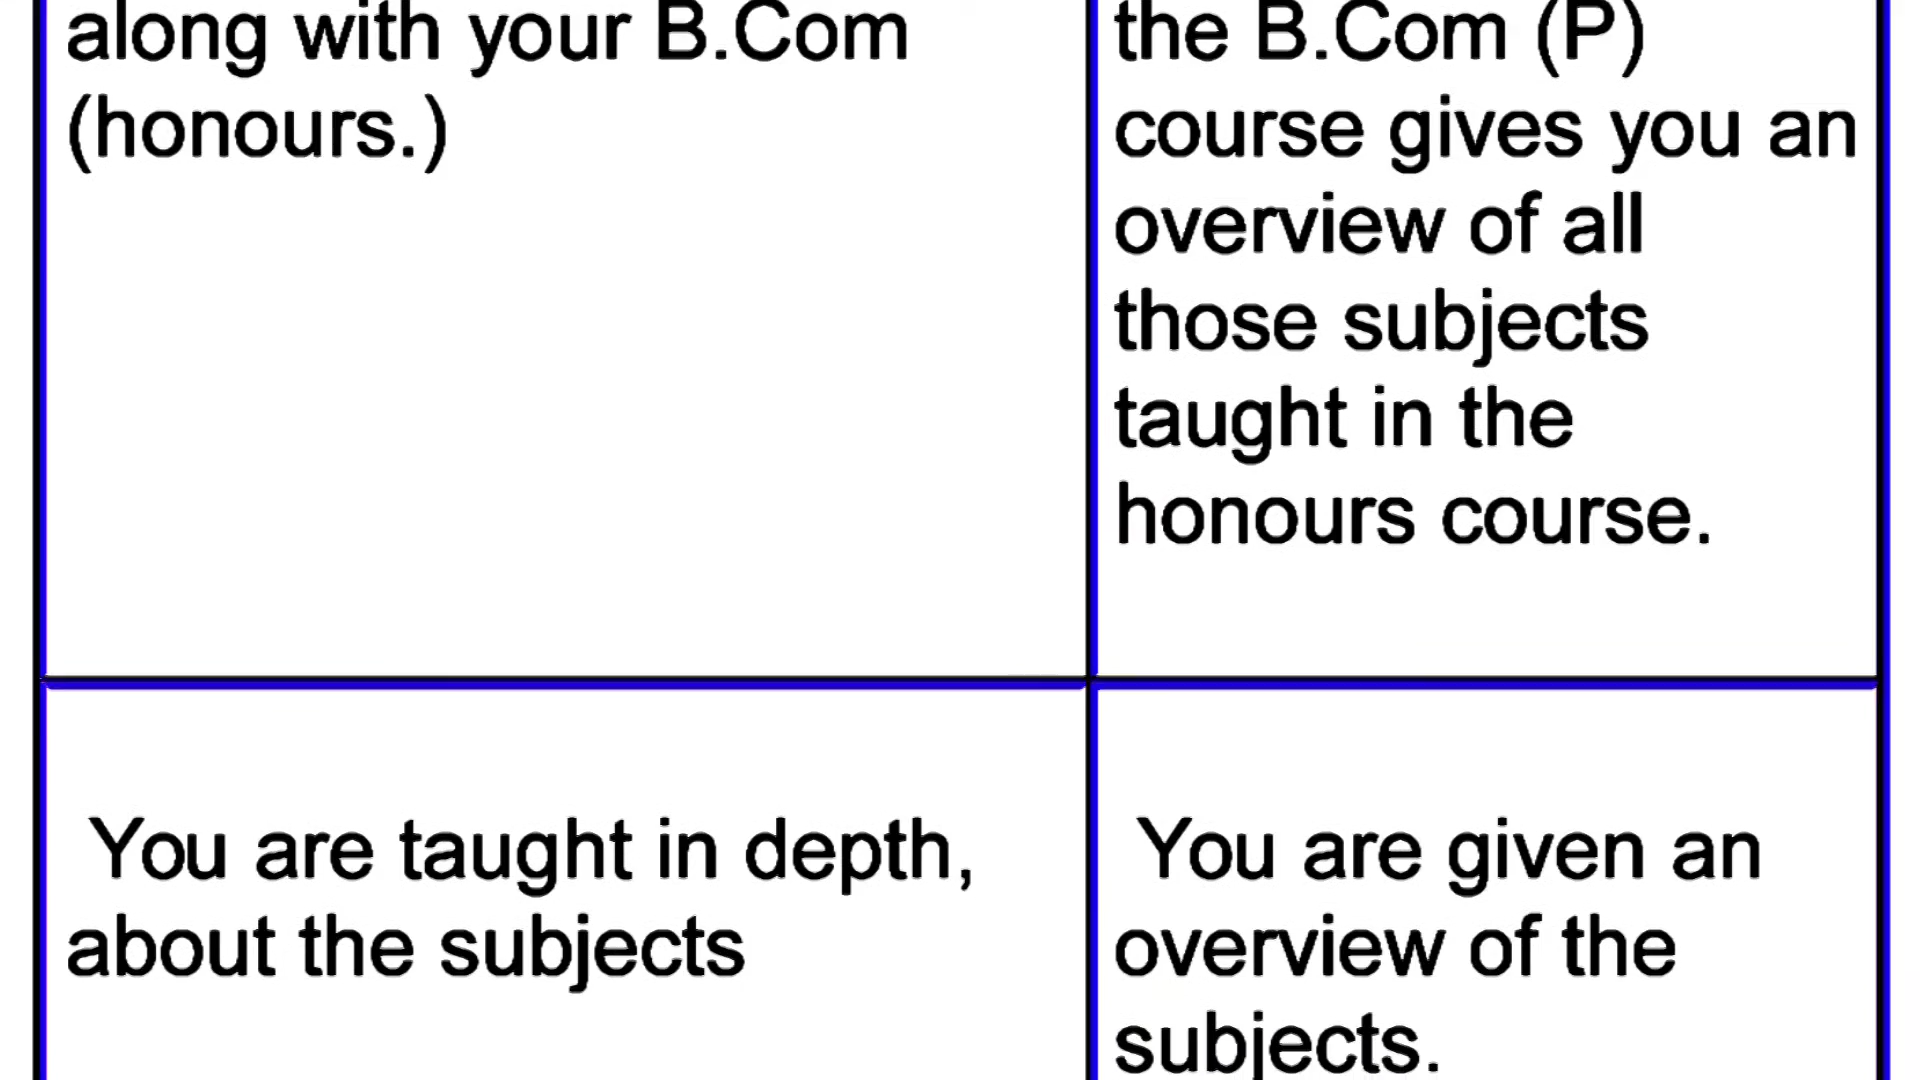 along with your B.Com
(honours.)
the B.Com (P)
course gives you an
overview of all
those subjects
taught in the
honours course.
You are taught in depth,
about the subjects
You are given an
overview of the
subjects.